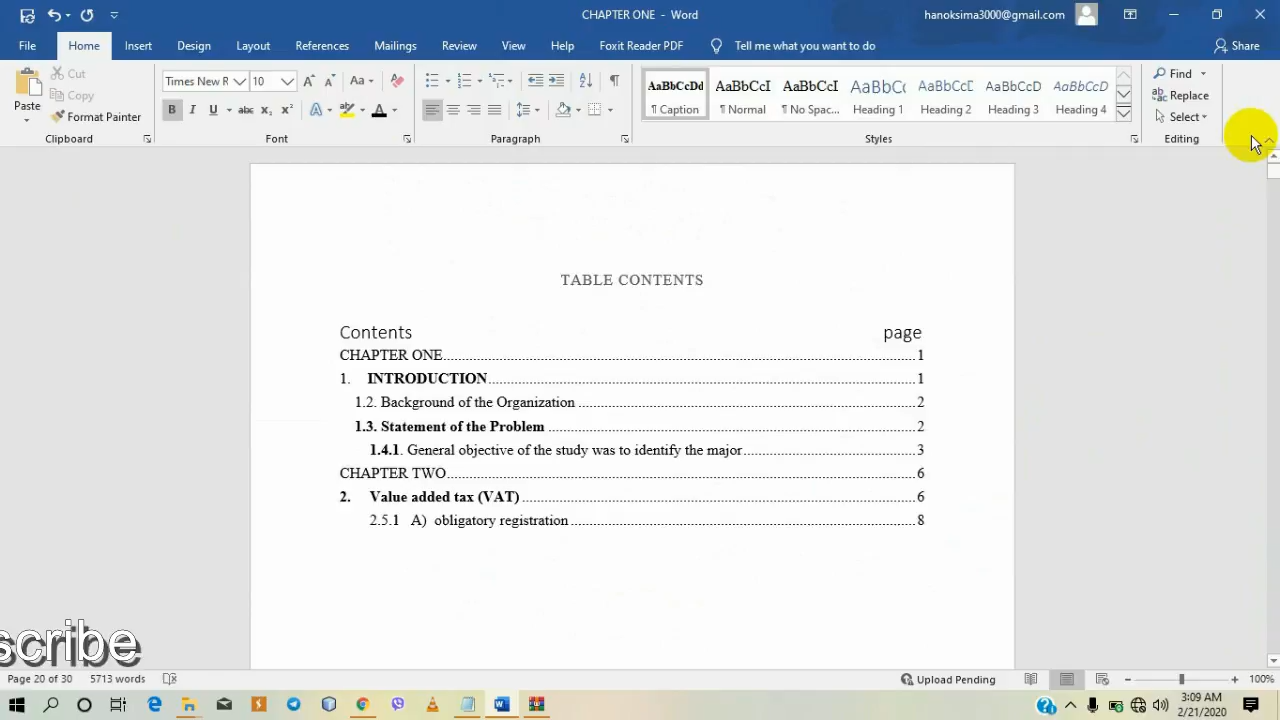 CHAPTER ONE - Word
hanoksima3000@gmail.com
File Home Insert Design Layout References Mailings Review View Help Foxit Reader PDF Tell me what you want to do Share
Paste
Cut
Copy
Format Painter
Clipboard
Times New R 10
Font
Paragraph
AaBbCcDd AaBbCcI AaBbCcI AaBbC AaBbCcL AaBbCcD AaBbCcD
¶ Caption ¶ Normal ¶ No Spac... Heading 1 Heading 2 Heading 3 Heading 4
Styles
Find
Replace
Select
Editing
TABLE CONTENTS
Contents page
CHAPTER ONE 1
1. INTRODUCTION 1
1.2. Background of the Organization 2
1.3. Statement of the Problem 2
1.4.1. General objective of the study was to identify the major 3
CHAPTER TWO 6
2. Value added tax (VAT) 6
2.5.1 A) obligatory registration 8
scribe
Page 20 of 30 5713 words Upload Pending 100%
3:09 AM
2/21/2020